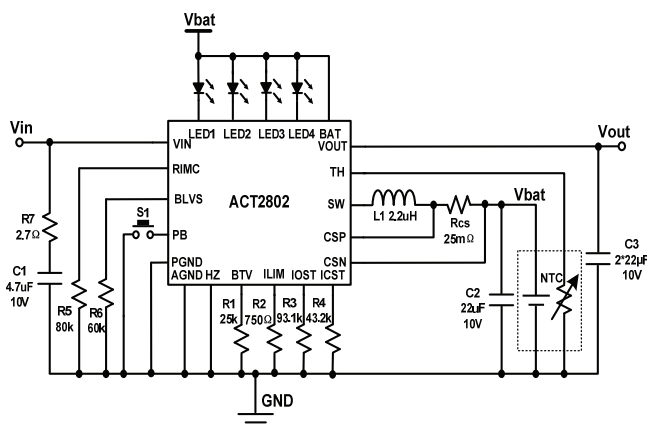 Vbat
LED1 LED2 LED3 LED4 BAT
Vin
VIN
VOUT
Vout
RIMC
TH
BLVS
ACT2802
SW
L1 2.2uH
Rcs
25mΩ
Vbat
S1
PB
CSP
R7
2.7Ω
PGND
CSN
AGND HZ BTV ILIM IOST ICST
C1
4.7uF
10V
R5
80k
R6
60k
R1
25k
R2
750Ω
R3
93.1k
R4
43.2k
C2
22uF
10V
NTC
C3
2*22µF
10V
GND